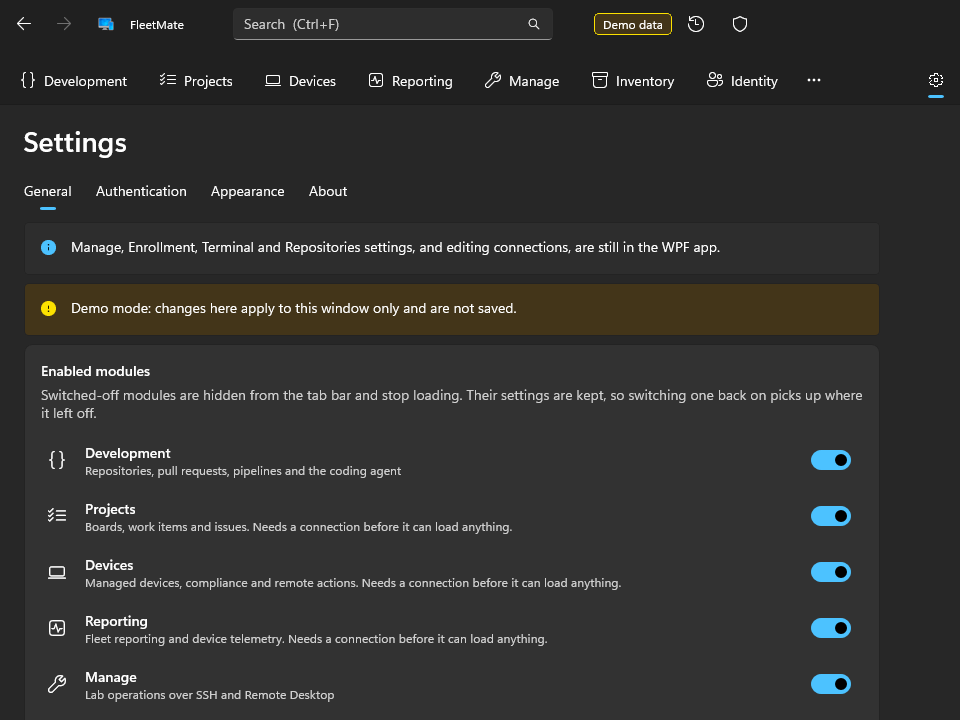 FleetMate
Search (Ctrl+F)
Demo data
Development
Projects
Devices
Reporting
Manage
Inventory
Identity
Settings
General
Authentication
Appearance
About
Manage, Enrollment, Terminal and Repositories settings, and editing connections, are still in the WPF app.
Demo mode: changes here apply to this window only and are not saved.
Enabled modules
Switched-off modules are hidden from the tab bar and stop loading. Their settings are kept, so switching one back on picks up where
it left off.
Development
Repositories, pull requests, pipelines and the coding agent
Projects
Boards, work items and issues. Needs a connection before it can load anything.
Devices
Managed devices, compliance and remote actions. Needs a connection before it can load anything.
Reporting
Fleet reporting and device telemetry. Needs a connection before it can load anything.
Manage
Lab operations over SSH and Remote Desktop